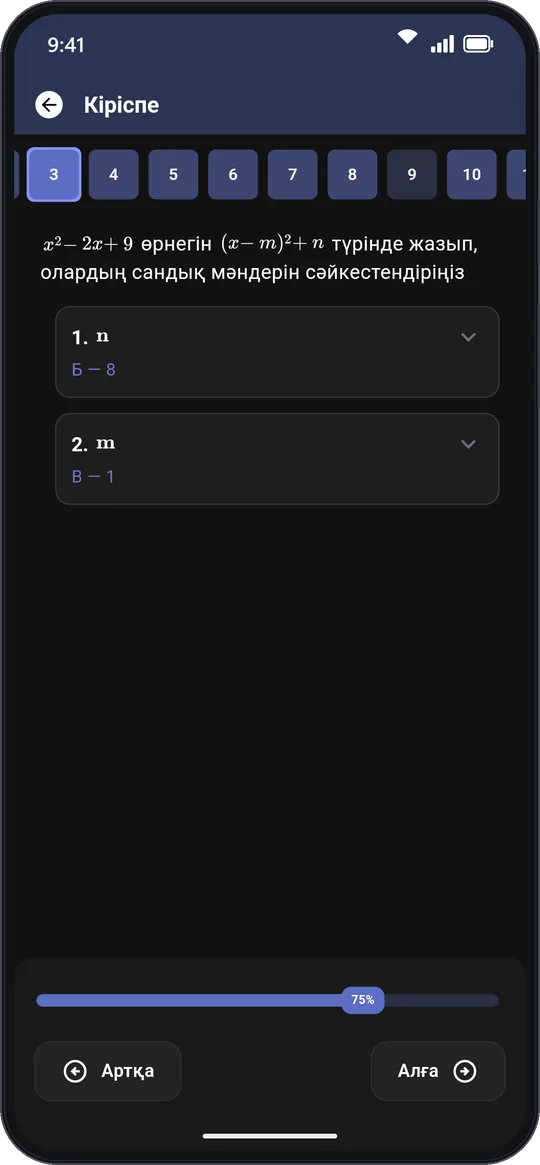 9:41
Кіріспе
3 4 5 6 7 8 9 10
x² − 2x + 9 өрнегін (x − m)² + n түрінде жазып,
олардың сандық мәндерін сәйкестендіріңіз
1. n
Б — 8
2. m
В — 1
75%
Артқа Алға